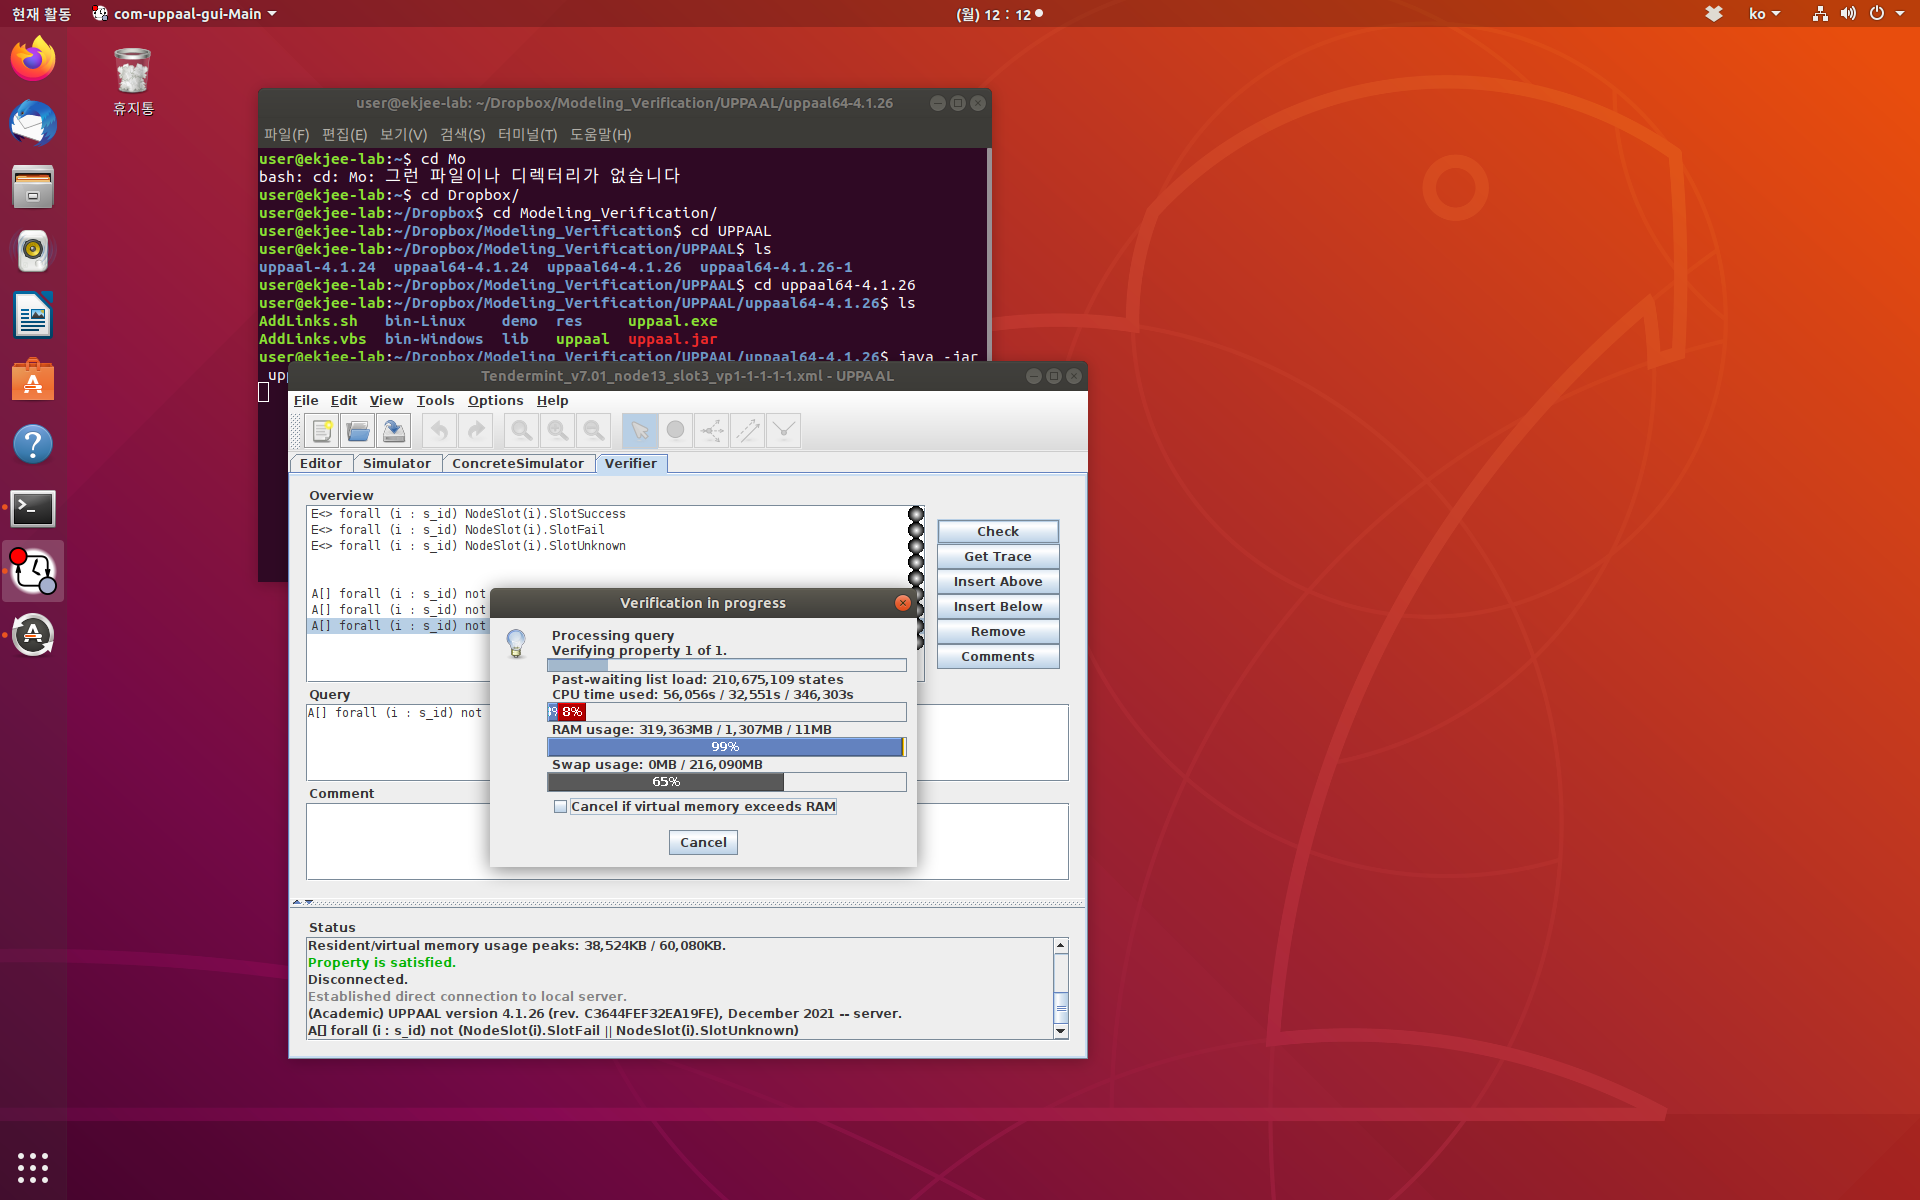 현재 활동
com-uppaal-gui-Main
(월) 12 : 12
ko
휴지통
user@ekjee-lab: ~/Dropbox/Modeling_Verification/UPPAAL/uppaal64-4.1.26
파일(F) 편집(E) 보기(V) 검색(S) 터미널(T) 도움말(H)
user@ekjee-lab:~$ cd Mo
bash: cd: Mo: 그런 파일이나 디렉터리가 없습니다
user@ekjee-lab:~$ cd Dropbox/
user@ekjee-lab:~/Dropbox$ cd Modeling_Verification/
user@ekjee-lab:~/Dropbox/Modeling_Verification$ cd UPPAAL
user@ekjee-lab:~/Dropbox/Modeling_Verification/UPPAAL$ ls
uppaal-4.1.24 uppaal64-4.1.24 uppaal64-4.1.26 uppaal64-4.1.26-1
user@ekjee-lab:~/Dropbox/Modeling_Verification/UPPAAL$ cd uppaal64-4.1.26
user@ekjee-lab:~/Dropbox/Modeling_Verification/UPPAAL/uppaal64-4.1.26$ ls
AddLinks.sh bin-Linux demo res uppaal.exe
AddLinks.vbs bin-Windows lib uppaal uppaal.jar
user@ekjee-lab:~/Dropbox/Modeling_Verification/UPPAAL/uppaal64-4.1.26$ java -jar
upp
Tendermint_v7.01_node13_slot3_vp1-1-1-1-1.xml - UPPAAL
File Edit View Tools Options Help
Editor Simulator ConcreteSimulator Verifier
Overview
E<> forall (i : s_id) NodeSlot(i).SlotSuccess
E<> forall (i : s_id) NodeSlot(i).SlotFail
E<> forall (i : s_id) NodeSlot(i).SlotUnknown
A[] forall (i : s_id) not
A[] forall (i : s_id) not
A[] forall (i : s_id) not
Check
Get Trace
Insert Above
Insert Below
Remove
Comments
Query
A[] forall (i : s_id) not
Comment
Verification in progress
Processing query
Verifying property 1 of 1.
Past-waiting list load: 210,675,109 states
CPU time used: 56,056s / 32,551s / 346,303s
8%
RAM usage: 319,363MB / 1,307MB / 11MB
99%
Swap usage: 0MB / 216,090MB
65%
Cancel if virtual memory exceeds RAM
Cancel
Status
Resident/virtual memory usage peaks: 38,524KB / 60,080KB.
Property is satisfied.
Disconnected.
Established direct connection to local server.
(Academic) UPPAAL version 4.1.26 (rev. C3644FEF32EA19FE), December 2021 -- server.
A[] forall (i : s_id) not (NodeSlot(i).SlotFail || NodeSlot(i).SlotUnknown)